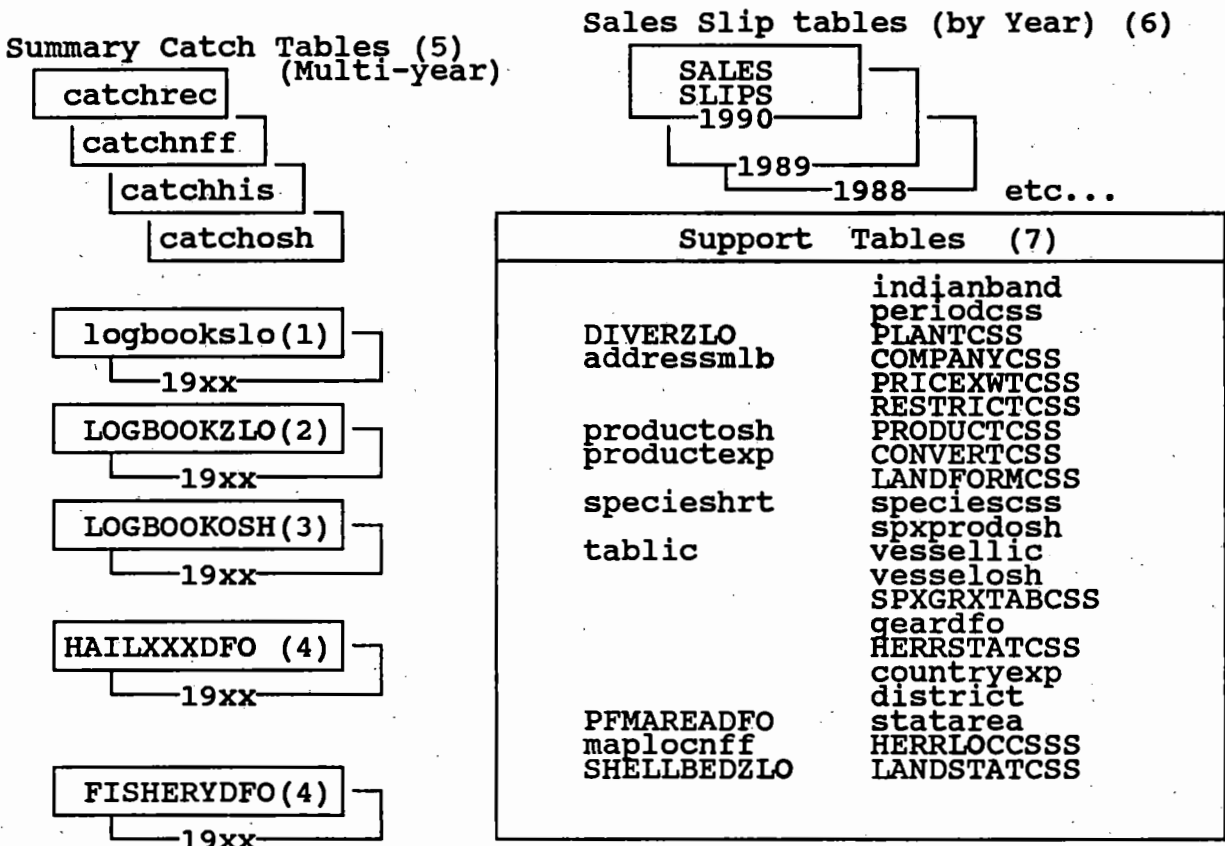 Summary Catch Tables (5)
(Multi-year)
catchrec
catchnff
catchhis
catchosh
logbookslo(1)
19xx
LOGBOOKZLO(2)
19xx
LOGBOOKOSH(3)
19xx
HAILXXXDFO (4)
19xx
FISHERYDFO(4)
19xx
Sales Slip tables (by Year) (6)
SALES
SLIPS
1990
1989
1988 etc...
Support Tables (7)
indianband
periodcss
DIVERZLO PLANTCSS
addressmlb COMPANYCSS
PRICEXWTCSS
RESTRICTCSS
productosh PRODUCTCSS
productexp CONVERTCSS
LANDFORMCSS
specieshrt speciescss
spxprodosh
tablic vessellic
vesselosh
SPXGRXTABCSS
geardfo
HERRSTATCSS
countryexp
district
PFMAREADFO statarea
maplocnff HERRLOCCSSS
SHELLBEDZLO LANDSTATCSS